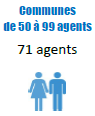 Communes
de 50 à 99 agents
71 agents